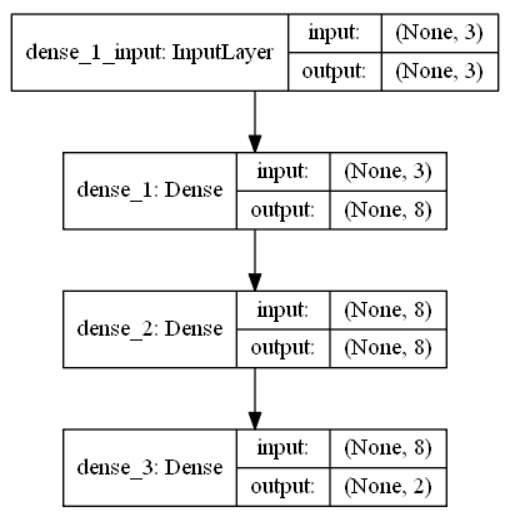 dense_1_input: InputLayer input: (None, 3)
output: (None, 3)
dense_1: Dense input: (None, 3)
output: (None, 8)
dense_2: Dense input: (None, 8)
output: (None, 8)
dense_3: Dense input: (None, 8)
output: (None, 2)